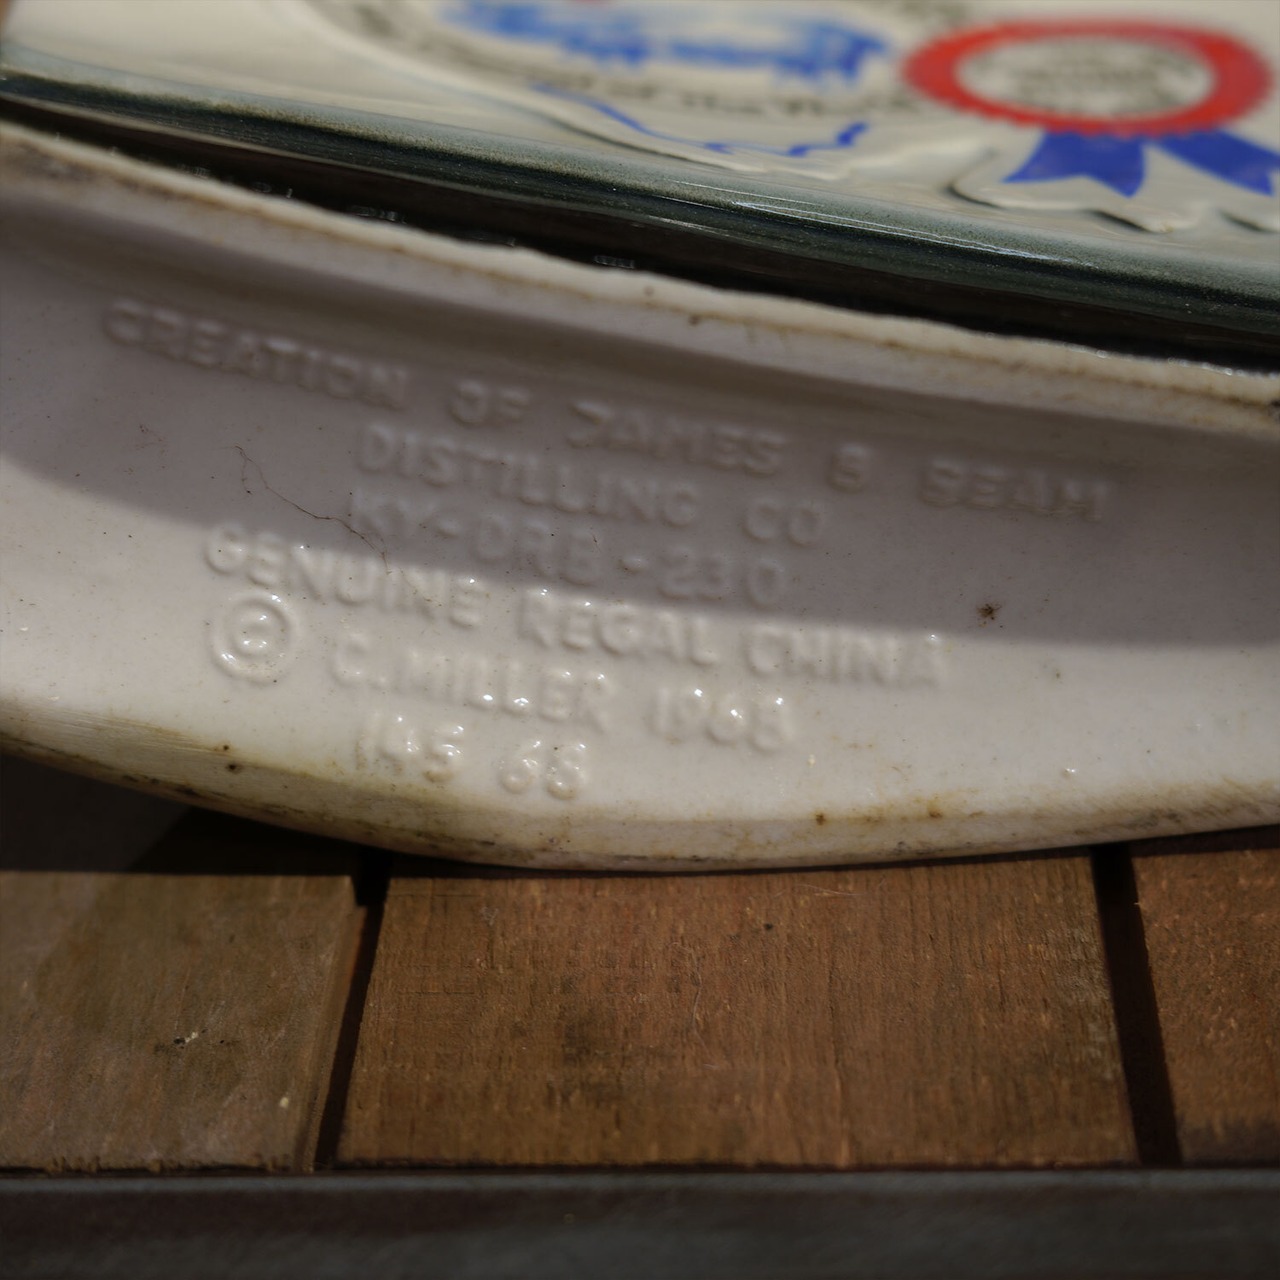 CREATION OF JAMES B BEAM
DISTILLING CO
KY-DRB-230
GENUINE REGAL CHINA
© C. MILLER 1968
145 68